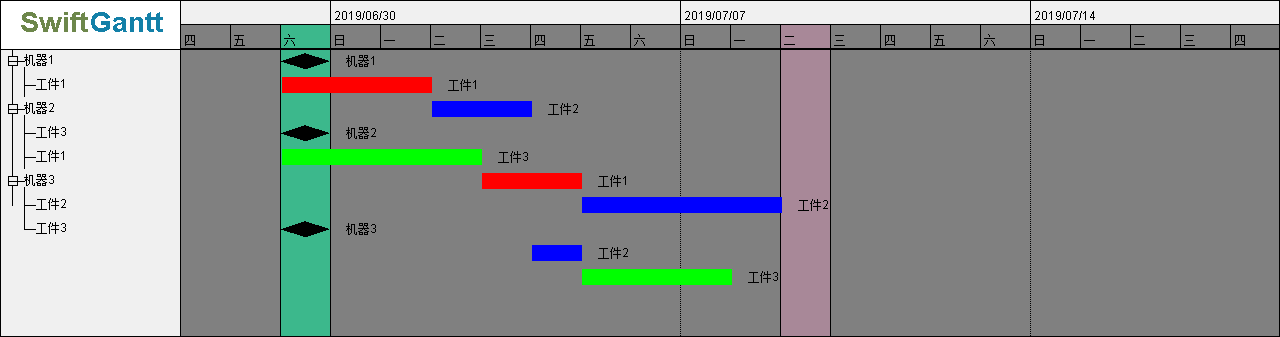 SwiftGantt
2019/06/30 2019/07/07 2019/07/14
四 五 六 日 一 二 三 四 五 六 日 一 二 三 四 五 六 日 一 二 三 四
机器1
工件1
机器2
工件3
工件1
机器3
工件2
工件3
机器1
工件1
工件2
机器2
工件3
工件1
工件2
机器3
工件2
工件3